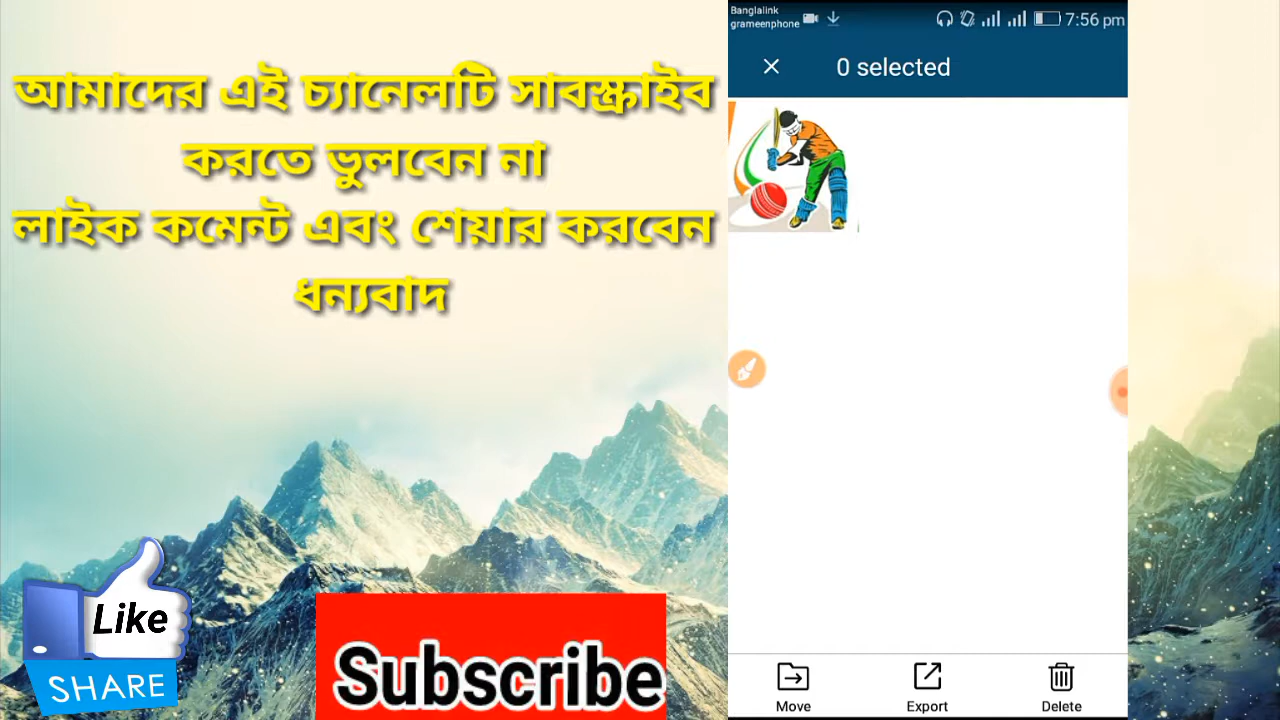 আমাদের এই চ্যানেলটি সাবস্ক্রাইব
করতে ভুলবেন না
লাইক কমেন্ট এবং শেয়ার করবেন
ধন্যবাদ
Like
SHARE
Subscribe
Banglalink
grameenphone
7:56 pm
0 selected
Move
Export
Delete